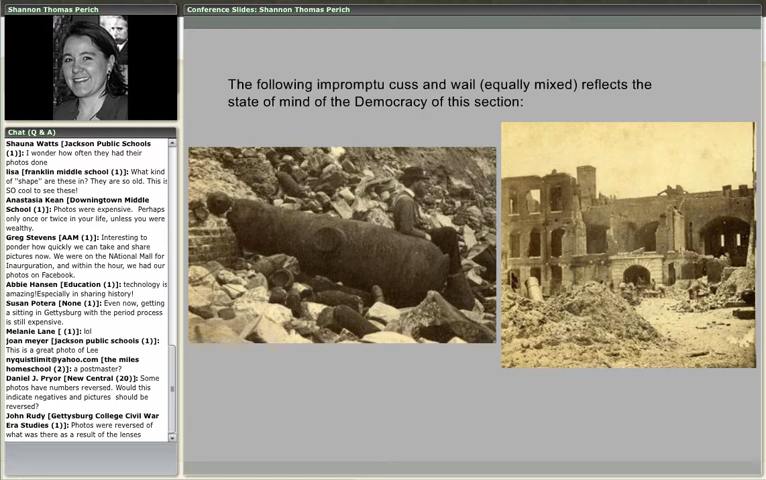 Shannon Thomas Perich
Chat (Q & A)
Shauna Watts [Jackson Public Schools
(1)]: I wonder how often they had their
photos done
lisa [franklin middle school (1)]: What kind
of "shape" are these in? They are so old. This is
SO cool to see these!
Anastasia Kean [Downingtown Middle
School (1)]: Photos were expensive. Perhaps
only once or twice in your life, unless you were
wealthy.
Greg Stevens [AAM (1)]: Interesting to
ponder how quickly we can take and share
pictures now. We were on the NAtional Mall for
Inaurguration, and within the hour, we had our
photos on Facebook.
Abbie Hansen [Education (1)]: technology is
amazing!Especially in sharing history!
Susan Potera [None (1)]: Even now, getting
a sitting in Gettysburg with the period process
is still expensive.
Melanie Lane [ (1)]: lol
joan meyer [jackson public schools (1)]:
This is a great photo of Lee
nyquistlimit@yahoo.com [the miles
homeschool (2)]: a postmaster?
Daniel J. Pryor [New Central (20)]: Some
photos have numbers reversed. Would this
indicate negatives and pictures should be
reversed?
John Rudy [Gettysburg College Civil War
Era Studies (1)]: Photos were reversed of
what was there as a result of the lenses
Conference Slides: Shannon Thomas Perich
The following impromptu cuss and wail (equally mixed) reflects the
state of mind of the Democracy of this section: